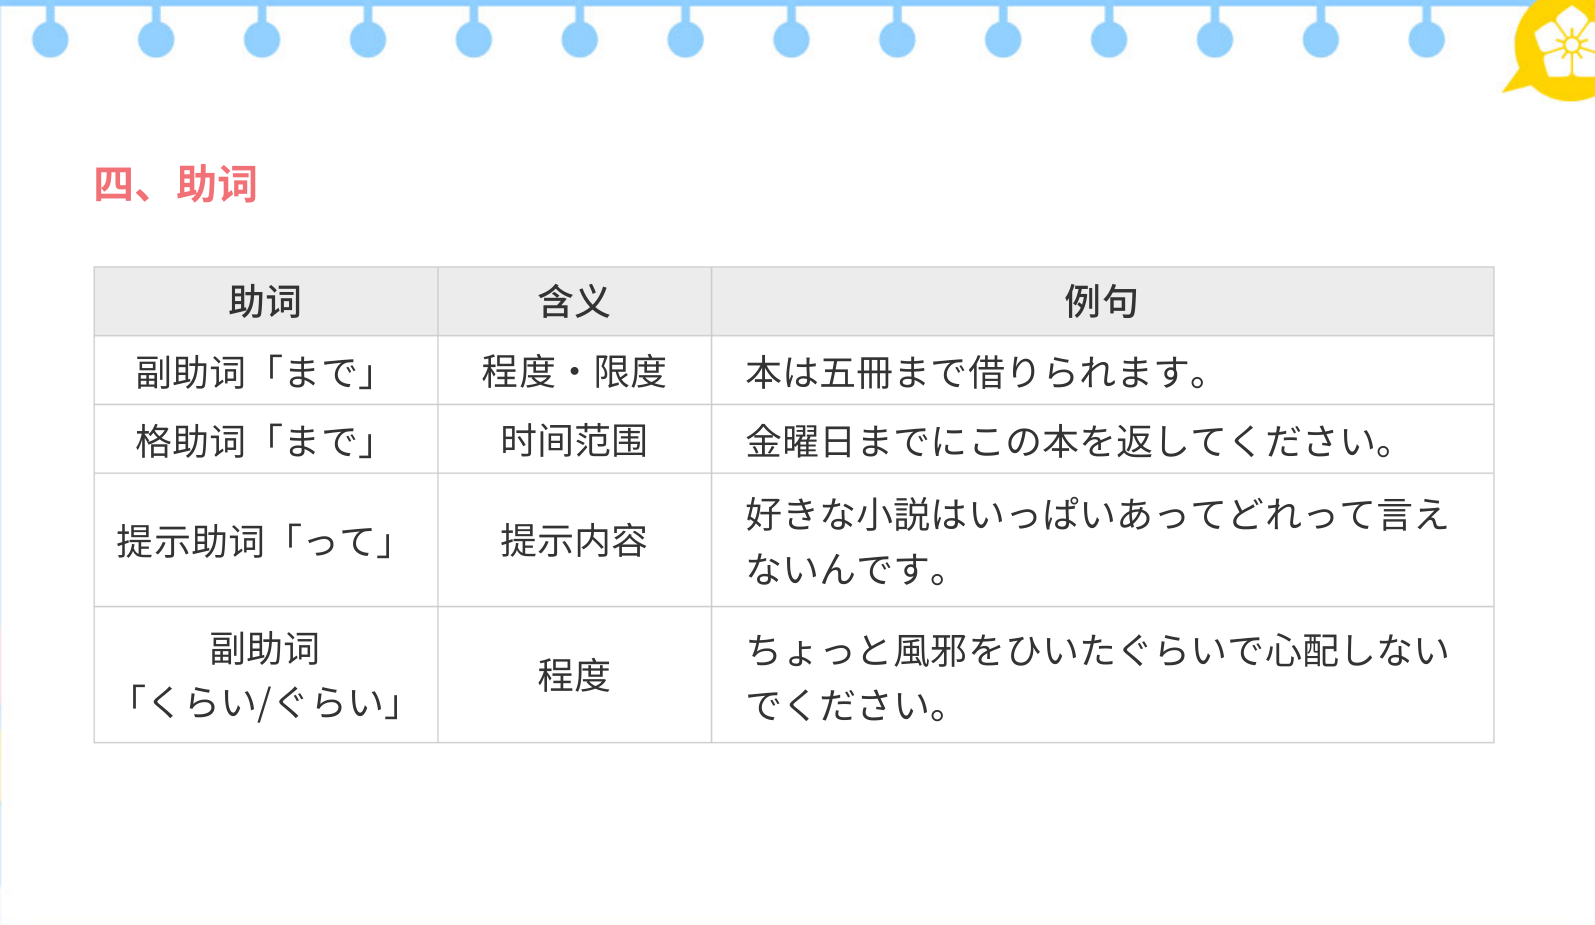 四、助词
助词 含义 例句
副助词「まで」 程度・限度 本は五冊まで借りられます。
格助词「まで」 时间范围 金曜日までにこの本を返してください。
提示助词「って」 提示内容 好きな小説はいっぱいあってどれって言え
ないんです。
副助词
「くらい/ぐらい」 程度 ちょっと風邪をひいたぐらいで心配しない
でください。